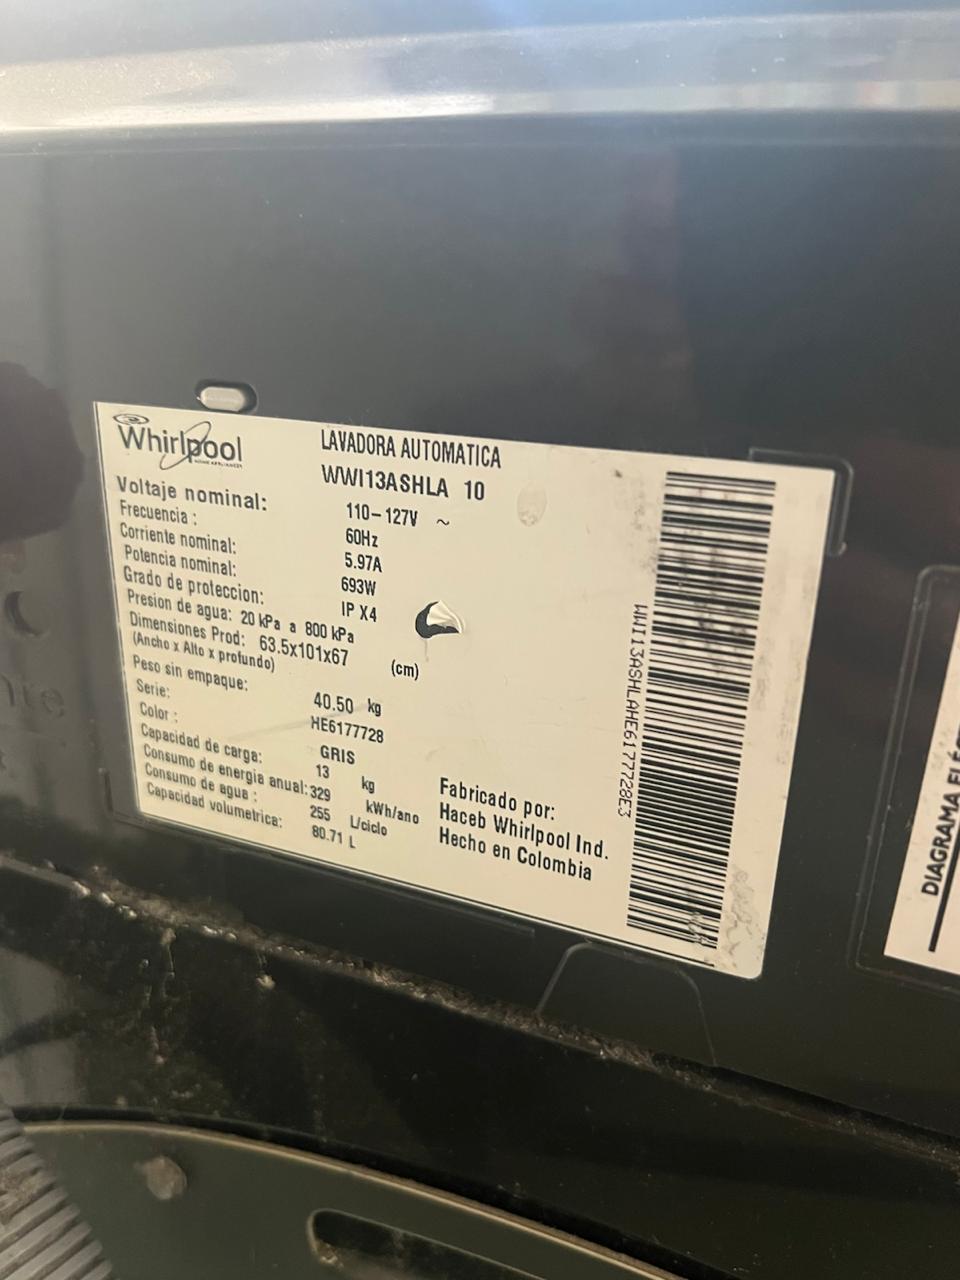 Whirlpool
HOME APPLIANCES
LAVADORA AUTOMATICA
WWI13ASHLA 10
Voltaje nominal: 110-127V ~
Frecuencia : 60Hz
Corriente nominal: 5.97A
Potencia nominal: 693W
Grado de proteccion: IP X4
Presion de agua: 20 kPa a 800 kPa
Dimensiones Prod: 63.5x101x67 (cm)
(Ancho x Alto x profundo)
Peso sin empaque: 40.50 kg
Serie: HE6177728
Color : GRIS
Capacidad de carga: 13 kg
Consumo de energia anual: 329 kWh/ano
Consumo de agua : 255 L/ciclo
Capacidad volumetrica: 80.71 L
Fabricado por:
Haceb Whirlpool Ind.
Hecho en Colombia
WWI13ASHLAHE6177728E3
DIAGRAMA